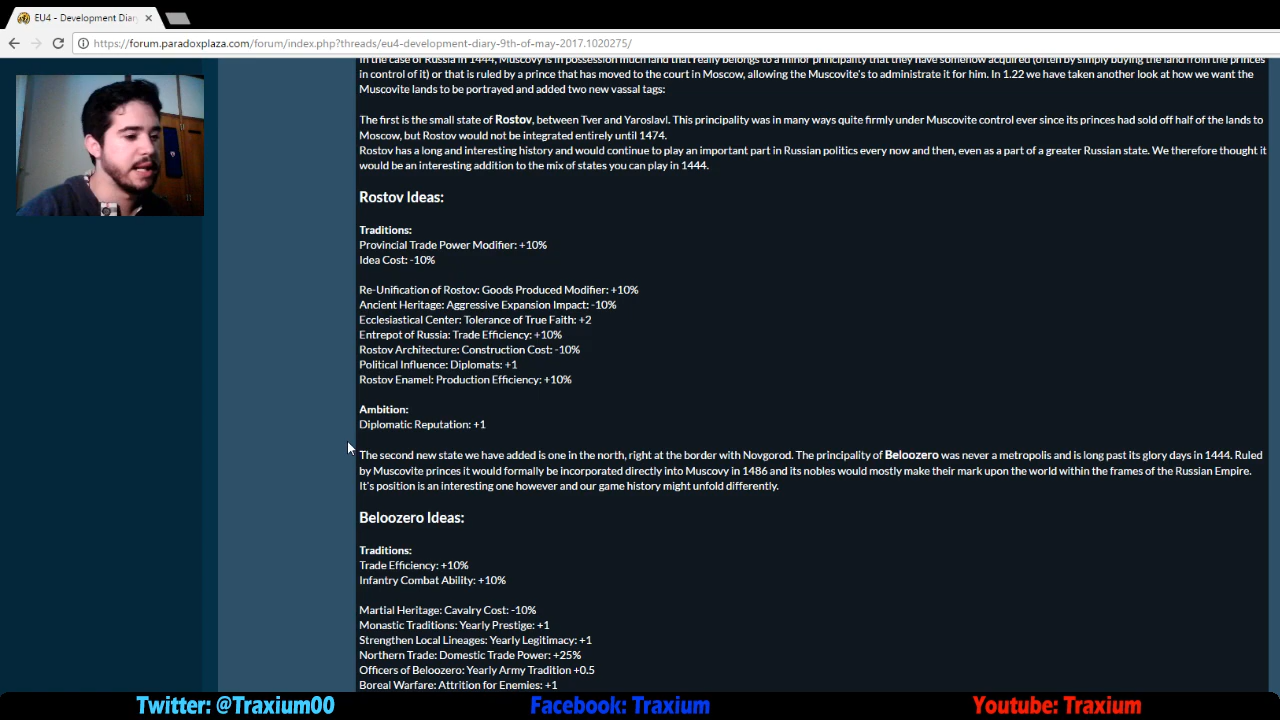 EU4 - Development Diar
https://forum.paradoxplaza.com/forum/index.php?threads/eu4-development-diary-9th-of-may-2017.1020275/
In the case of Russia in 1444, Muscovy is in possession much land that really belongs to a minor principality that they have somehow acquired (often by simply buying the land from the princes
in control of it) or that is ruled by a prince that has moved to the court in Moscow, allowing the Muscovite's to administrate it for him. In 1.22 we have taken another look at how we want the
Muscovite lands to be portrayed and added two new vassal tags:
The first is the small state of Rostov, between Tver and Yaroslavl. This principality was in many ways quite firmly under Muscovite control ever since its princes had sold off half of the lands to
Moscow, but Rostov would not be integrated entirely until 1474.
Rostov has a long and interesting history and would continue to play an important part in Russian politics every now and then, even as a part of a greater Russian state. We therefore thought it
would be an interesting addition to the mix of states you can play in 1444.
Rostov Ideas:
Traditions:
Provincial Trade Power Modifier: +10%
Idea Cost: -10%
Re-Unification of Rostov: Goods Produced Modifier: +10%
Ancient Heritage: Aggressive Expansion Impact: -10%
Ecclesiastical Center: Tolerance of True Faith: +2
Entrepot of Russia: Trade Efficiency: +10%
Rostov Architecture: Construction Cost: -10%
Political Influence: Diplomats: +1
Rostov Enamel: Production Efficiency: +10%
Ambition:
Diplomatic Reputation: +1
The second new state we have added is one in the north, right at the border with Novgorod. The principality of Beloozero was never a metropolis and is long past its glory days in 1444. Ruled
by Muscovite princes it would formally be incorporated directly into Muscovy in 1486 and its nobles would mostly make their mark upon the world within the frames of the Russian Empire.
It's position is an interesting one however and our game history might unfold differently.
Beloozero Ideas:
Traditions:
Trade Efficiency: +10%
Infantry Combat Ability: +10%
Martial Heritage: Cavalry Cost: -10%
Monastic Traditions: Yearly Prestige: +1
Strengthen Local Lineages: Yearly Legitimacy: +1
Northern Trade: Domestic Trade Power: +25%
Officers of Beloozero: Yearly Army Tradition +0.5
Boreal Warfare: Attrition for Enemies: +1
Twitter: @Traxium00
Facebook: Traxium
Youtube: Traxium